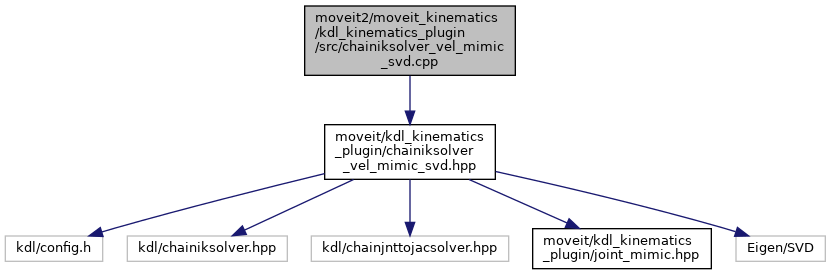 moveit2/moveit_kinematics
/kdl_kinematics_plugin
/src/chainiksolver_vel_mimic
_svd.cpp
moveit/kdl_kinematics
_plugin/chainiksolver
_vel_mimic_svd.hpp
kdl/config.h
kdl/chainiksolver.hpp
kdl/chainjnttojacsolver.hpp
moveit/kdl_kinematics
_plugin/joint_mimic.hpp
Eigen/SVD